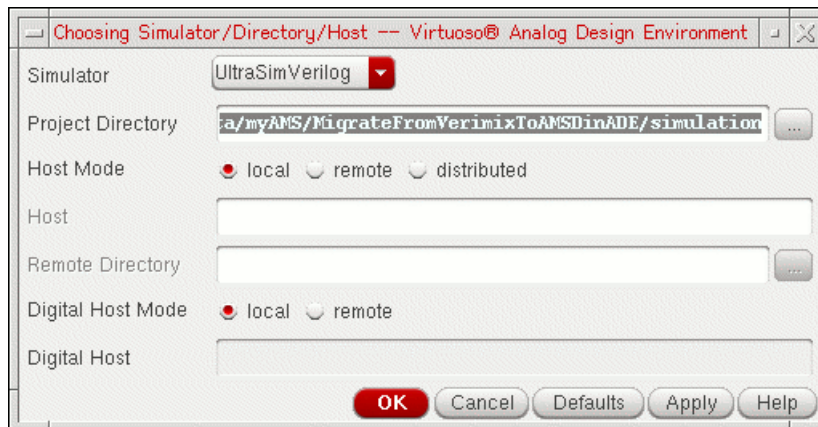 Choosing Simulator/Directory/Host -- Virtuoso® Analog Design Environment
Simulator UltraSimVerilog
Project Directory ta/myAMS/MigrateFromVerimixToAMSDinADE/simulation ...
Host Mode local remote distributed
Host
Remote Directory ...
Digital Host Mode local remote
Digital Host
OK Cancel Defaults Apply Help